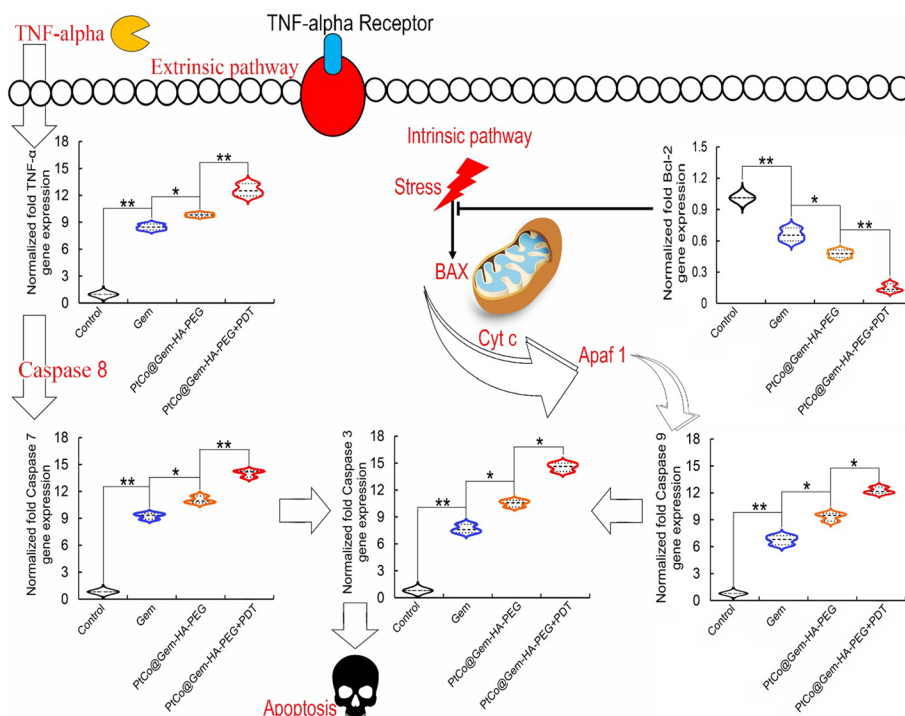 TNF-alpha
TNF-alpha Receptor
Extrinsic pathway
Normalized fold TNF-α
gene expression
18
15
12
9
6
3
0
**
*
**
Control
Gem
PtCo@Gem-HA-PEG
PtCo@Gem-HA-PEG+PDT
Intrinsic pathway
Stress
BAX
Cyt c
Apaf 1
Normalized fold Bcl-2
gene expression
1.5
1.2
0.9
0.6
0.3
0
**
*
**
Control
Gem
PtCo@Gem-HA-PEG
PtCo@Gem-HA-PEG+PDT
Caspase 8
Normalized fold Caspase 7
gene expression
18
15
12
9
6
3
0
**
*
**
Control
Gem
PtCo@Gem-HA-PEG
PtCo@Gem-HA-PEG+PDT
Normalized fold Caspase 3
gene expression
18
15
12
9
6
3
0
**
*
*
Control
Gem
PtCo@Gem-HA-PEG
PtCo@Gem-HA-PEG+PDT
Normalized fold Caspase 9
gene expression
18
15
12
9
6
3
0
**
*
*
Control
Gem
PtCo@Gem-HA-PEG
PtCo@Gem-HA-PEG+PDT
Apoptosis